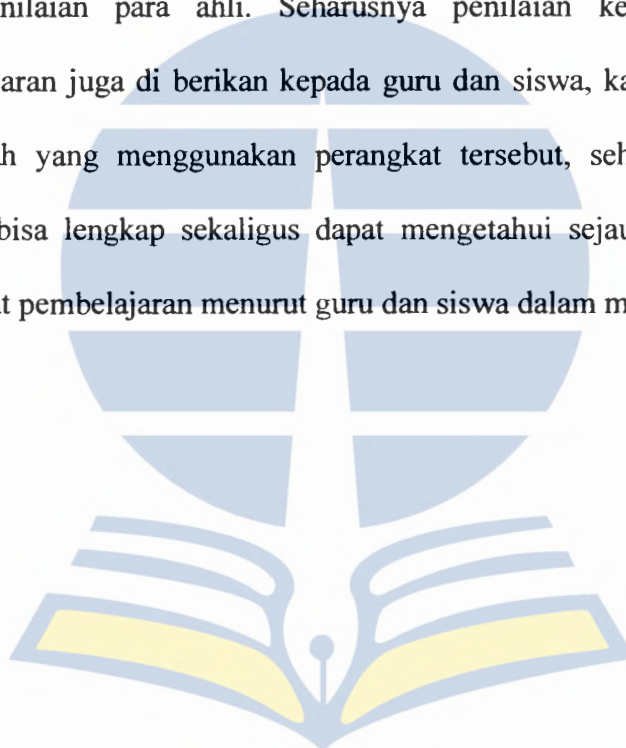 nilaian para ahli. Seharusnya penilaian ke
aran juga di berikan kepada guru dan siswa, ka
h yang menggunakan perangkat tersebut, seh
bisa lengkap sekaligus dapat mengetahui sejau
t pembelajaran menurut guru dan siswa dalam m